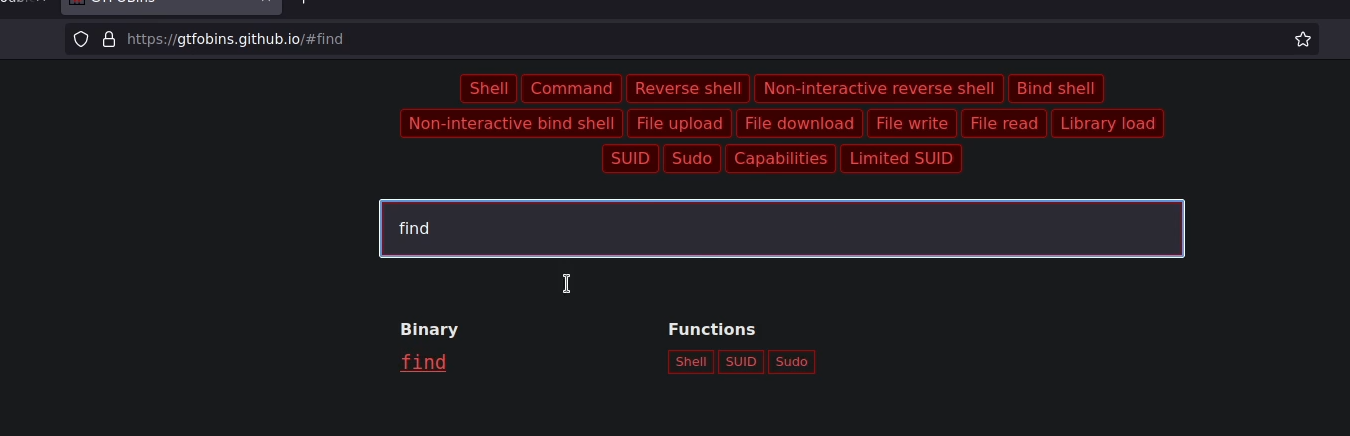 GTFOBins
https://gtfobins.github.io/#find
Shell Command Reverse shell Non-interactive reverse shell Bind shell
Non-interactive bind shell File upload File download File write File read Library load
SUID Sudo Capabilities Limited SUID
find
Binary Functions
find Shell SUID Sudo